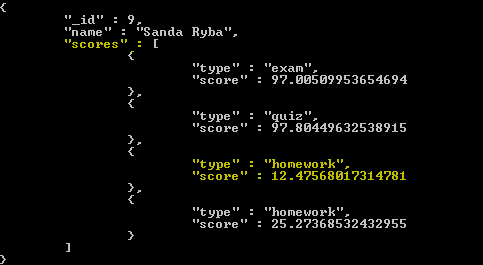 {
"_id" : 9,
"name" : "Sanda Ryba",
"scores" : [
{
"type" : "exam",
"score" : 97.00509953654694
},
{
"type" : "quiz",
"score" : 97.80449632538915
},
{
"type" : "homework",
"score" : 12.47568017314781
},
{
"type" : "homework",
"score" : 25.27368532432955
}
]
}